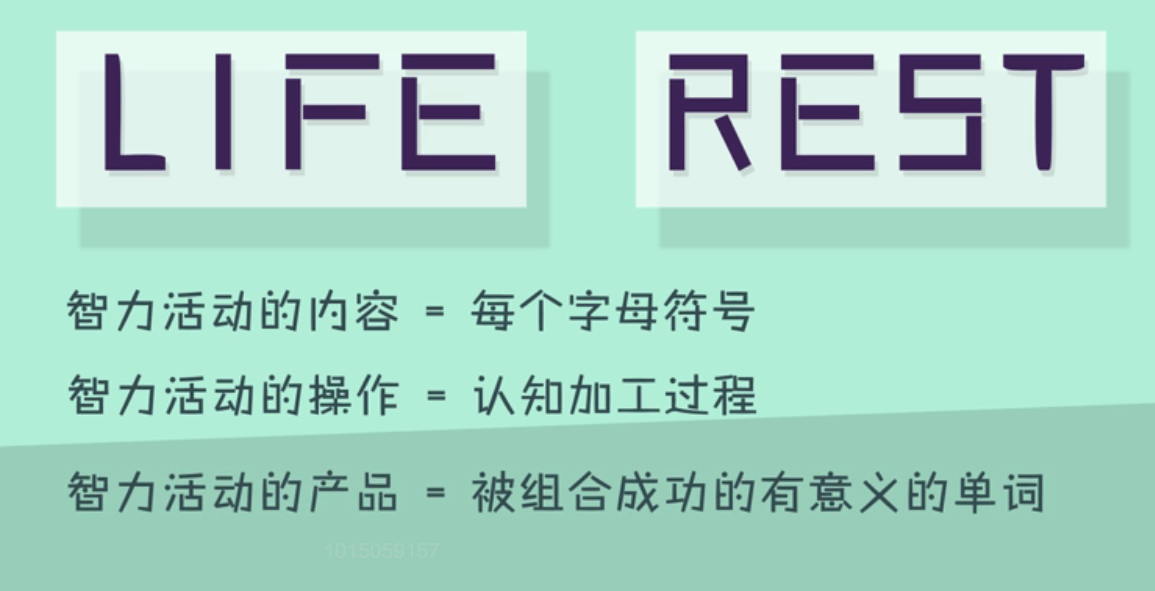 LIFE REST
智力活动的内容 = 每个字母符号
智力活动的操作 = 认知加工过程
智力活动的产品 = 被组合成功的有意义的单词
1015059157